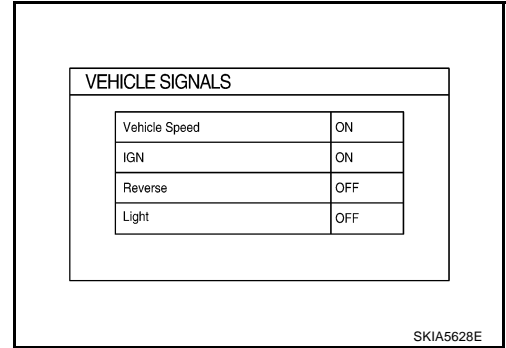 VEHICLE SIGNALS
Vehicle Speed ON
IGN ON
Reverse OFF
Light OFF
SKIA5628E